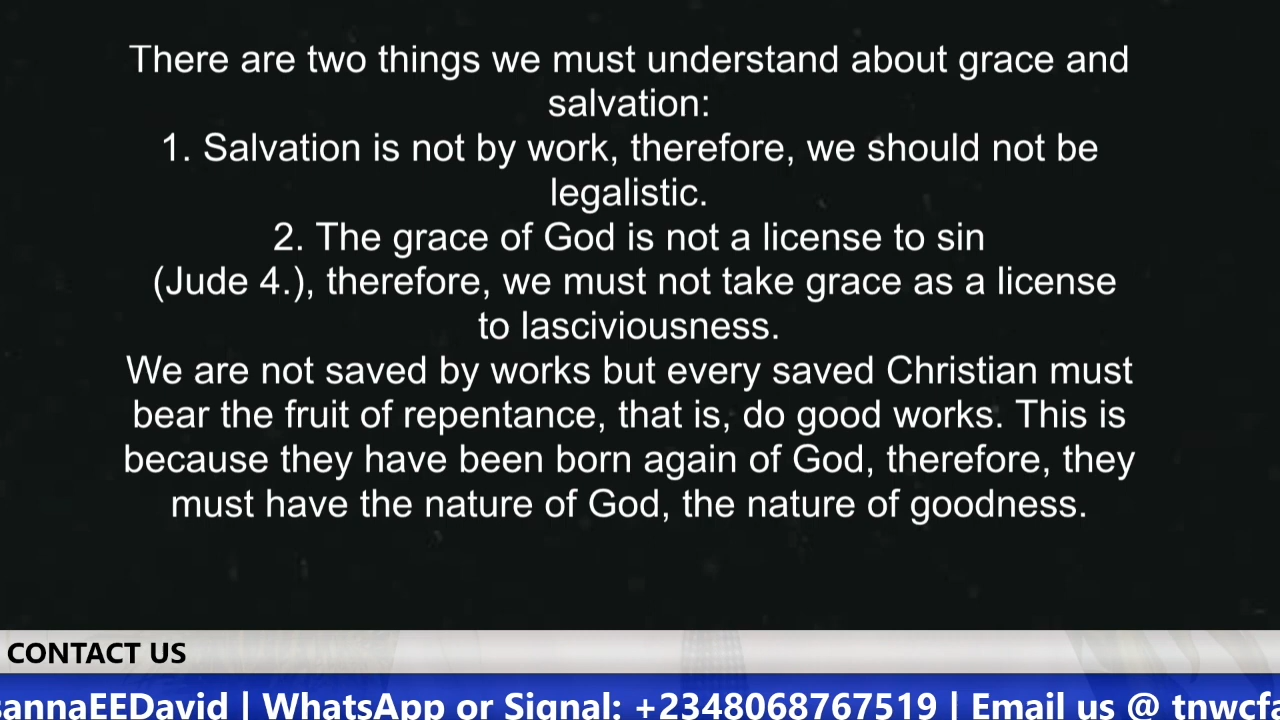 There are two things we must understand about grace and
salvation:
1. Salvation is not by work, therefore, we should not be
legalistic.
2. The grace of God is not a license to sin
(Jude 4.), therefore, we must not take grace as a license
to lasciviousness.
We are not saved by works but every saved Christian must
bear the fruit of repentance, that is, do good works. This is
because they have been born again of God, therefore, they
must have the nature of God, the nature of goodness.
CONTACT US
sannaEEDavid | WhatsApp or Signal: +2348068767519 | Email us @ tnwcfa